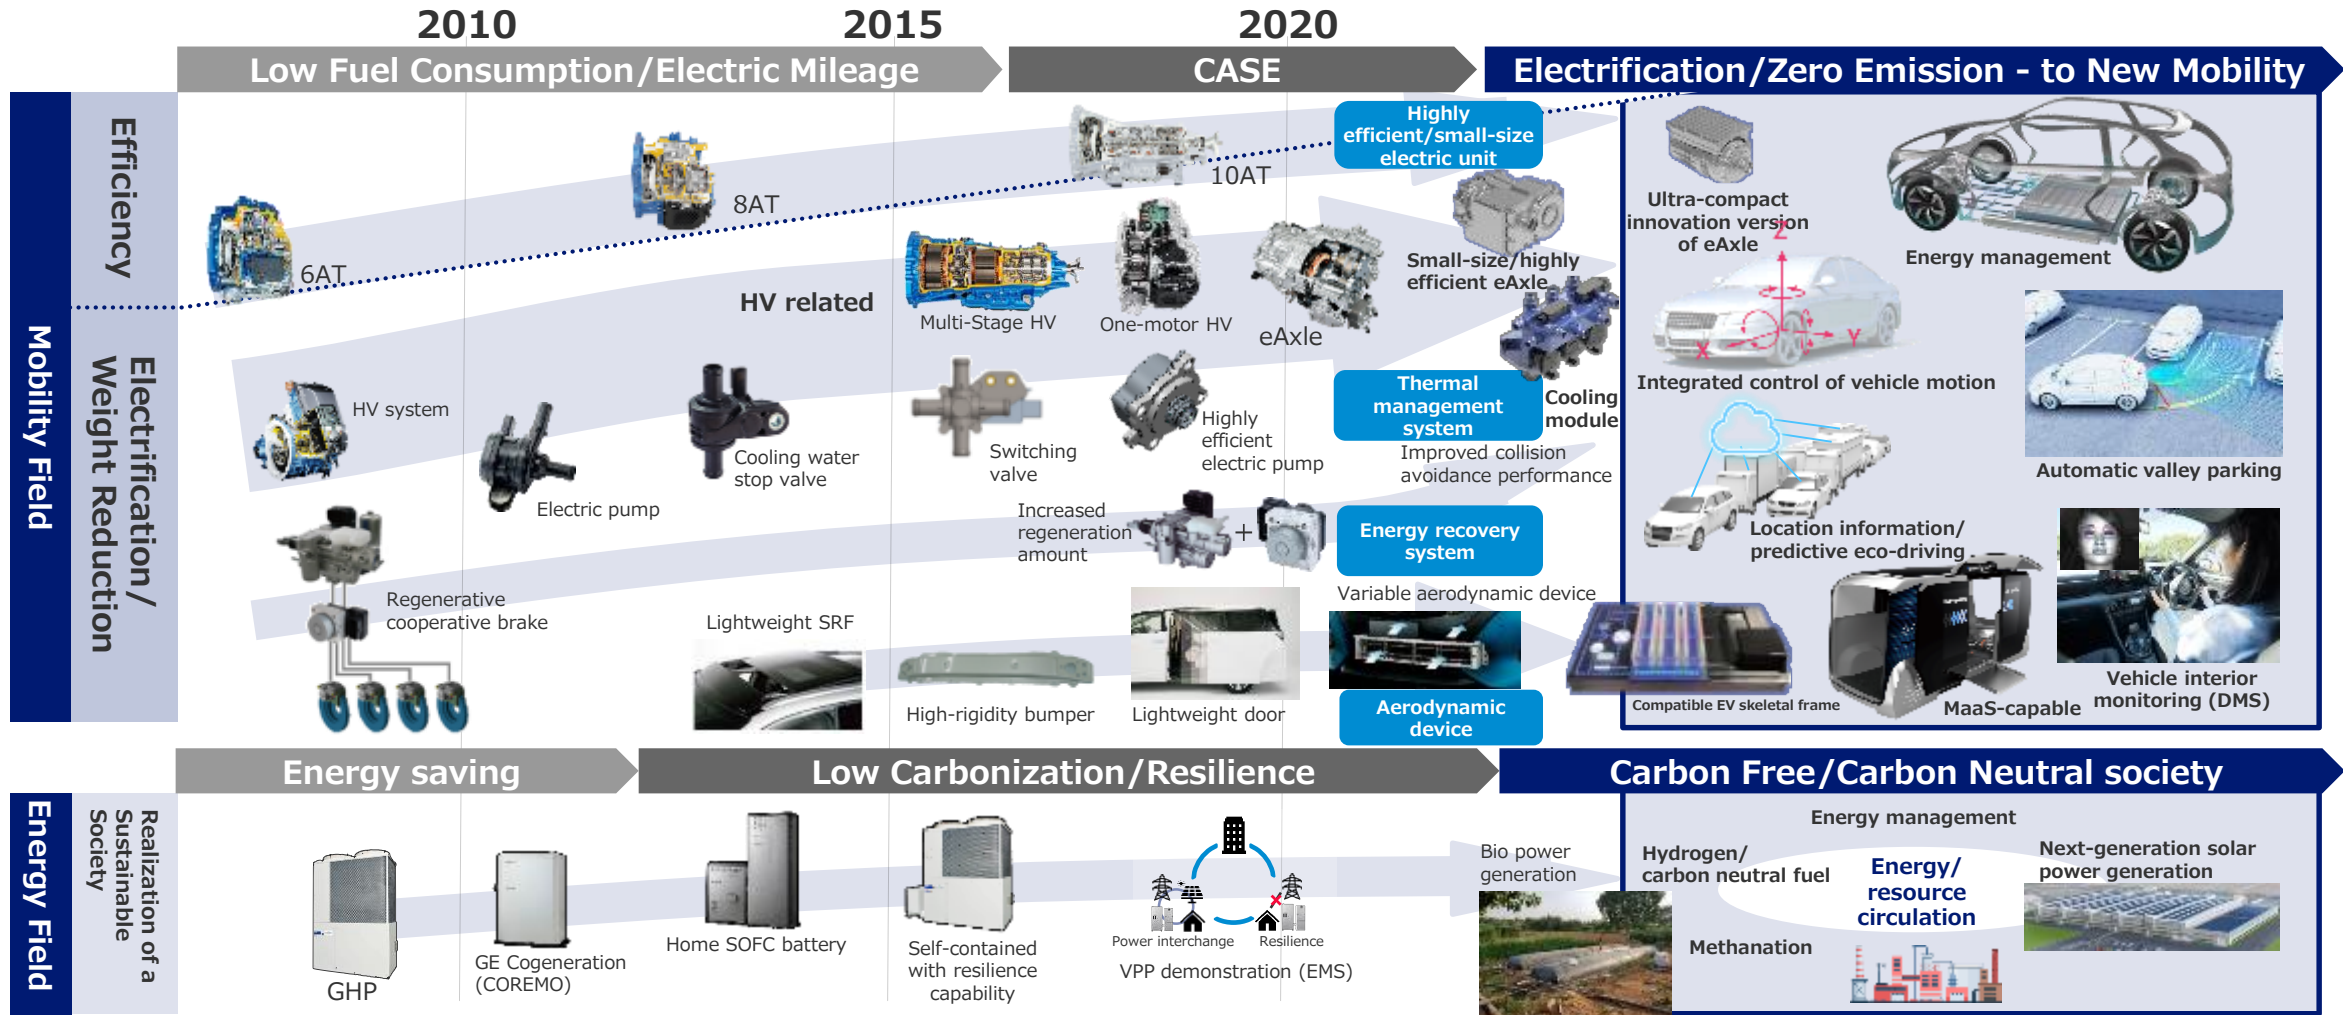 2010
2015
2020
Low Fuel Consumption/Electric Mileage
CASE
Electrification/Zero Emission - to New Mobility
Mobility Field
Efficiency
6AT
8AT
10AT
Highly
efficient/small-size
electric unit
Electrification/
Weight Reduction
HV related
Multi-Stage HV
One-motor HV
eAxle
Small-size/highly
efficient eAxle
HV system
Electric pump
Cooling water
stop valve
Switching
valve
Highly
efficient
electric pump
Thermal
management
system
Cooling
module
Improved collision
avoidance performance
Regenerative
cooperative brake
Increased
regeneration
amount
+
Energy recovery
system
Lightweight SRF
High-rigidity bumper
Lightweight door
Variable aerodynamic device
Aerodynamic
device
Ultra-compact
innovation version
of eAxle
Energy management
Z
X
Y
Integrated control of vehicle motion
Automatic valley parking
Location information/
predictive eco-driving
Compatible EV skeletal frame
MaaS-capable
Vehicle interior
monitoring (DMS)
Energy saving
Low Carbonization/Resilience
Carbon Free/Carbon Neutral society
Energy Field
Realization of a
Sustainable
Society
GHP
GE Cogeneration
(COREMO)
Home SOFC battery
Self-contained
with resilience
capability
Power interchange
Resilience
VPP demonstration (EMS)
Bio power
generation
Energy management
Hydrogen/
carbon neutral fuel
Energy/
resource
circulation
Next-generation solar
power generation
Methanation